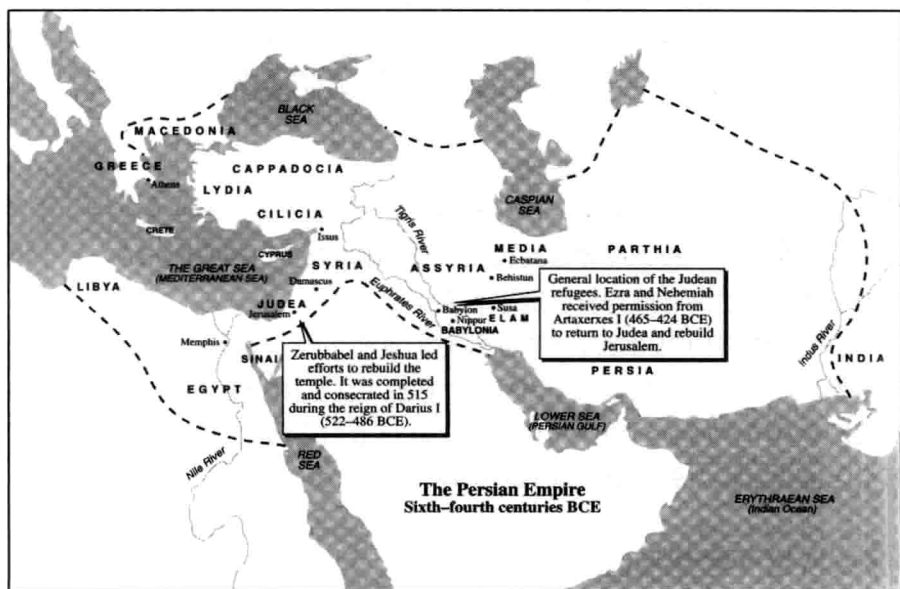 BLACK
SEA
MACEDONIA
GREECE
Athens
CAPPADOCIA
LYDIA
CILICIA
Issus
CRETE
CYPRUS
THE GREAT SEA
(MEDITERRANEAN SEA)
SYRIA
Damascus
LIBYA
JUDEA
Jerusalem
Memphis
SINAI
EGYPT
Nile River
RED
SEA
Tigris River
Euphrates River
ASSYRIA
CASPIAN
SEA
MEDIA
Ecbatana
Behistun
PARTHIA
Babylon
Nippur
BABYLONIA
Susa
ELAM
PERSIA
Indus River
INDIA
LOWER SEA
(PERSIAN GULF)
ERYTHRAEAN SEA
(Indian Ocean)
General location of the Judean
refugees. Ezra and Nehemiah
received permission from
Artaxerxes I (465–424 BCE)
to return to Judea and rebuild
Jerusalem.
Zerubbabel and Jeshua led
efforts to rebuild the
temple. It was completed
and consecrated in 515
during the reign of Darius I
(522–486 BCE).
The Persian Empire
Sixth–fourth centuries BCE